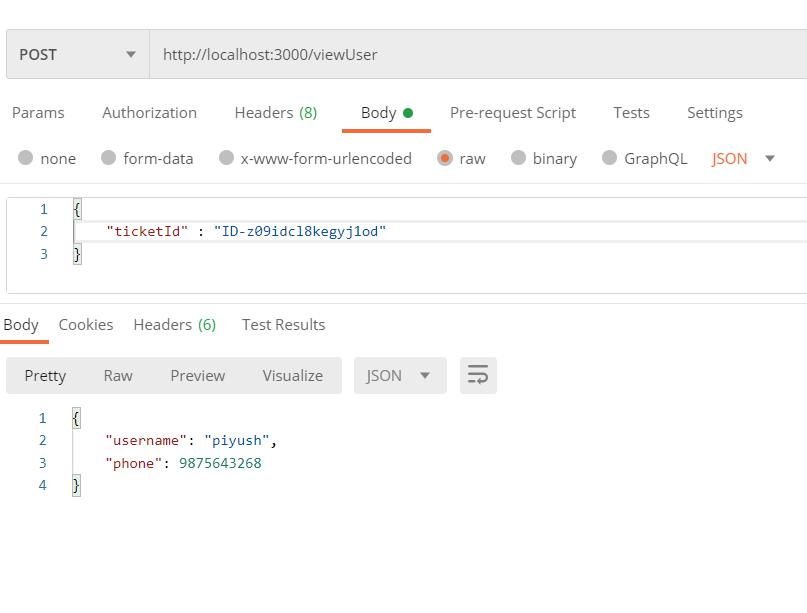 POST http://localhost:3000/viewUser
Params Authorization Headers (8) Body Pre-request Script Tests Settings
none form-data x-www-form-urlencoded raw binary GraphQL JSON
1 {
2 "ticketId" : "ID-z09idcl8kegyj1od"
3 }
Body Cookies Headers (6) Test Results
Pretty Raw Preview Visualize JSON
1 {
2 "username": "piyush",
3 "phone": 9875643268
4 }